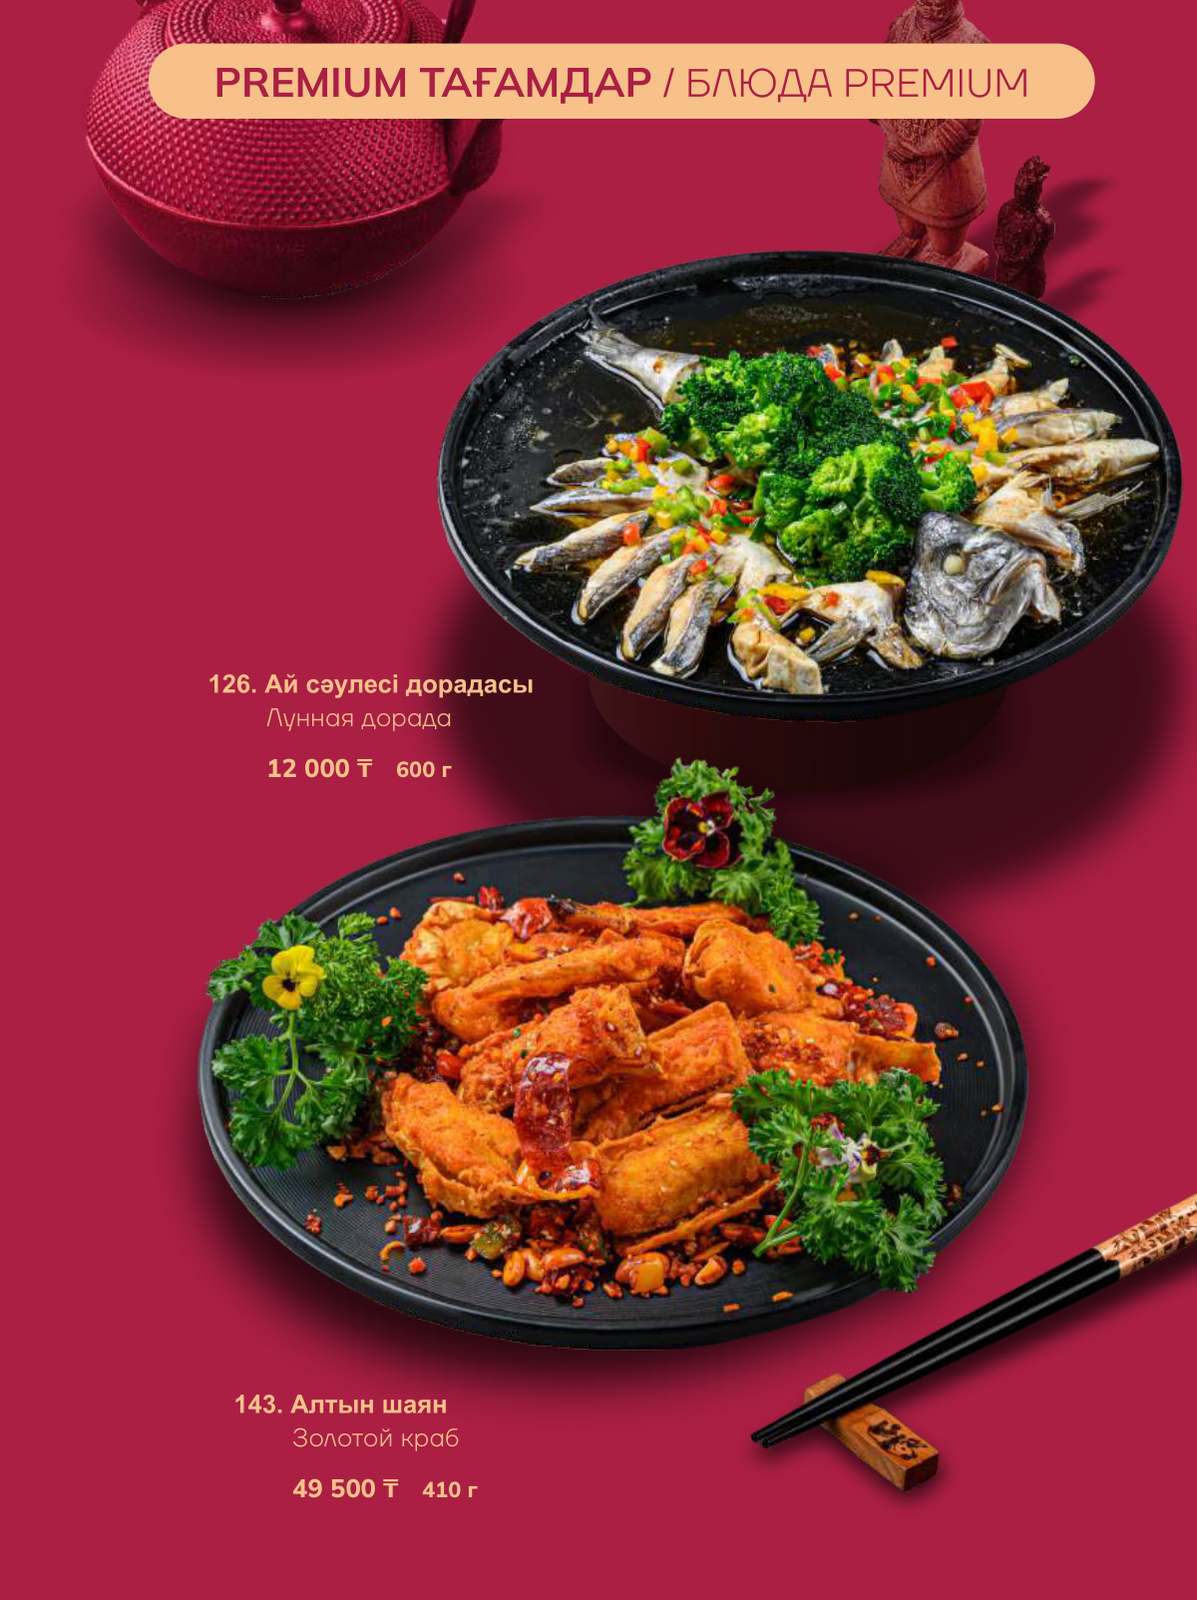 PREMIUM ТАҒАМДАР / БЛЮДА PREMIUM
126. Ай сәулесі дорадасы
Лунная дорада
12 000 ₸ 600 г
143. Алтын шаян
Золотой краб
49 500 ₸ 410 г